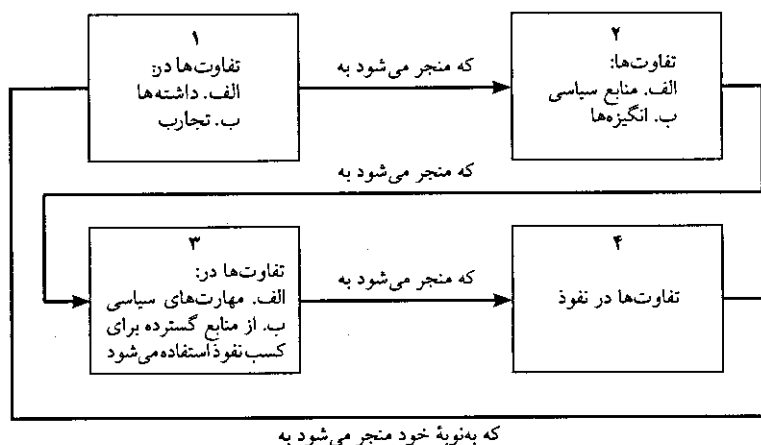 ۱
تفاوت‌ها در:
الف. داشته‌ها
ب. تجارب
که منجر می‌شود به
۲
تفاوت‌ها:
الف. منابع سیاسی
ب. انگیزه‌ها
که منجر می‌شود به
۳
تفاوت‌ها در:
الف. مهارت‌های سیاسی
ب. از منابع گسترده برای
کسب نفوذ استفاده می‌شود
که منجر می‌شود به
۴
تفاوت‌ها در نفوذ
که به‌نوبهٔ خود منجر می‌شود به